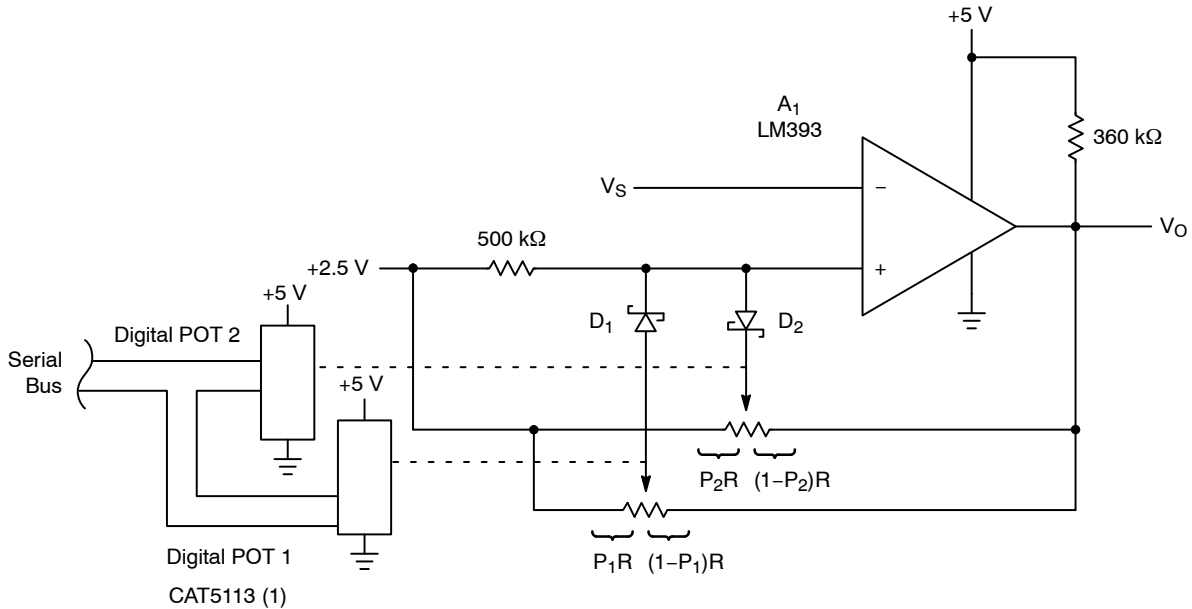 +5 V
A1
LM393
360 kΩ
VS
−
VO
500 kΩ
+2.5 V
+
+5 V
D1
D2
Digital POT 2
Serial
Bus
+5 V
P2R
(1−P2)R
P1R
(1−P1)R
Digital POT 1
CAT5113 (1)